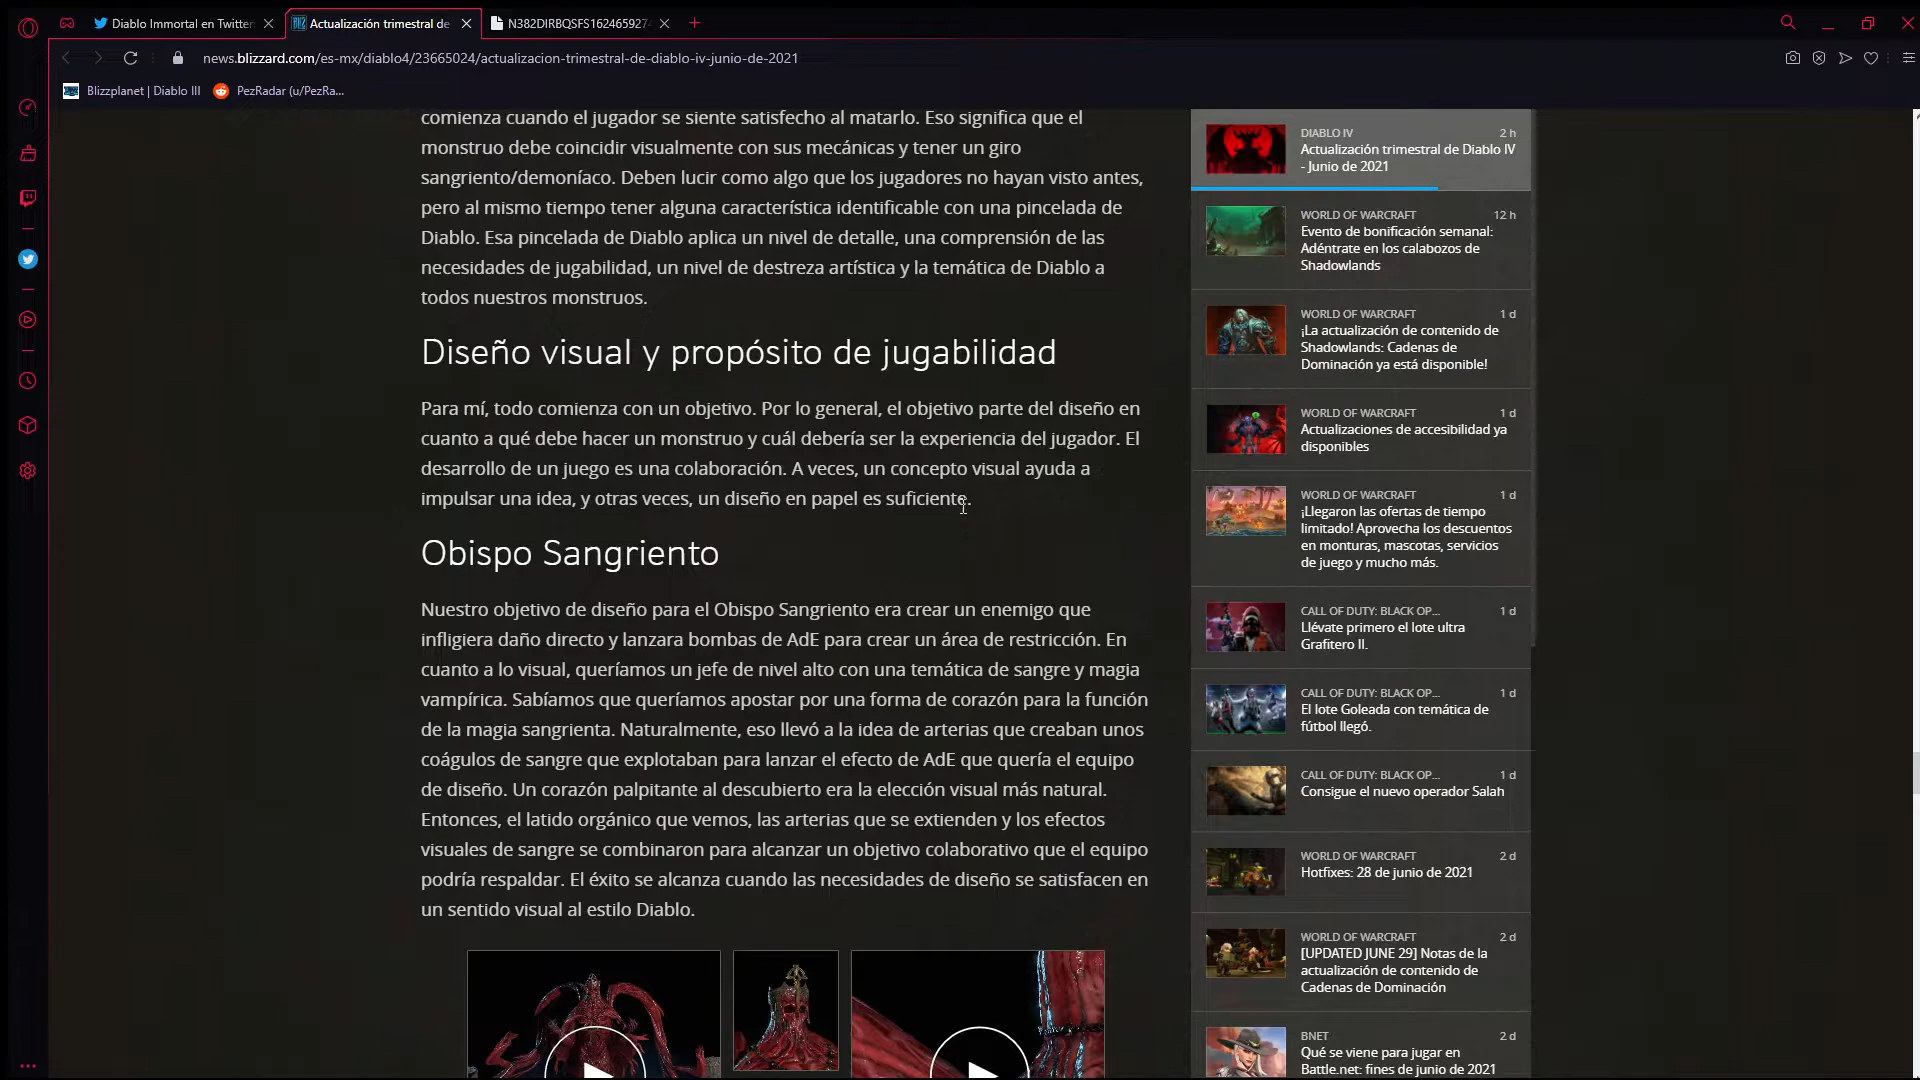 Diablo Immortal en Twitter:
Actualización trimestral de
N382DIRBQSFS1624659274
news.blizzard.com/es-mx/diablo4/23665024/actualizacion-trimestral-de-diablo-iv-junio-de-2021
Blizzplanet | Diablo III
PezRadar (u/PezRa...
comienza cuando el jugador se siente satisfecho al matarlo. Eso significa que el
monstruo debe coincidir visualmente con sus mecánicas y tener un giro
sangriento/demoníaco. Deben lucir como algo que los jugadores no hayan visto antes,
pero al mismo tiempo tener alguna característica identificable con una pincelada de
Diablo. Esa pincelada de Diablo aplica un nivel de detalle, una comprensión de las
necesidades de jugabilidad, un nivel de destreza artística y la temática de Diablo a
todos nuestros monstruos.
Diseño visual y propósito de jugabilidad
Para mí, todo comienza con un objetivo. Por lo general, el objetivo parte del diseño en
cuanto a qué debe hacer un monstruo y cuál debería ser la experiencia del jugador. El
desarrollo de un juego es una colaboración. A veces, un concepto visual ayuda a
impulsar una idea, y otras veces, un diseño en papel es suficiente.
Obispo Sangriento
Nuestro objetivo de diseño para el Obispo Sangriento era crear un enemigo que
infligiera daño directo y lanzara bombas de AdE para crear un área de restricción. En
cuanto a lo visual, queríamos un jefe de nivel alto con una temática de sangre y magia
vampírica. Sabíamos que queríamos apostar por una forma de corazón para la función
de la magia sangrienta. Naturalmente, eso llevó a la idea de arterias que creaban unos
coágulos de sangre que explotaban para lanzar el efecto de AdE que quería el equipo
de diseño. Un corazón palpitante al descubierto era la elección visual más natural.
Entonces, el latido orgánico que vemos, las arterias que se extienden y los efectos
visuales de sangre se combinaron para alcanzar un objetivo colaborativo que el equipo
podría respaldar. El éxito se alcanza cuando las necesidades de diseño se satisfacen en
un sentido visual al estilo Diablo.
DIABLO IV 2 h
Actualización trimestral de Diablo IV
- Junio de 2021
WORLD OF WARCRAFT 12 h
Evento de bonificación semanal:
Adéntrate en los calabozos de
Shadowlands
WORLD OF WARCRAFT 1 d
¡La actualización de contenido de
Shadowlands: Cadenas de
Dominación ya está disponible!
WORLD OF WARCRAFT 1 d
Actualizaciones de accesibilidad ya
disponibles
WORLD OF WARCRAFT 1 d
¡Llegaron las ofertas de tiempo
limitado! Aprovecha los descuentos
en monturas, mascotas, servicios
de juego y mucho más.
CALL OF DUTY: BLACK OP... 1 d
Llévate primero el lote ultra
Grafitero II.
CALL OF DUTY: BLACK OP... 1 d
El lote Goleada con temática de
fútbol llegó.
CALL OF DUTY: BLACK OP... 1 d
Consigue el nuevo operador Salah
WORLD OF WARCRAFT 2 d
Hotfixes: 28 de junio de 2021
WORLD OF WARCRAFT 2 d
[UPDATED JUNE 29] Notas de la
actualización de contenido de
Cadenas de Dominación
BNET 2 d
Qué se viene para jugar en
Battle.net: fines de junio de 2021